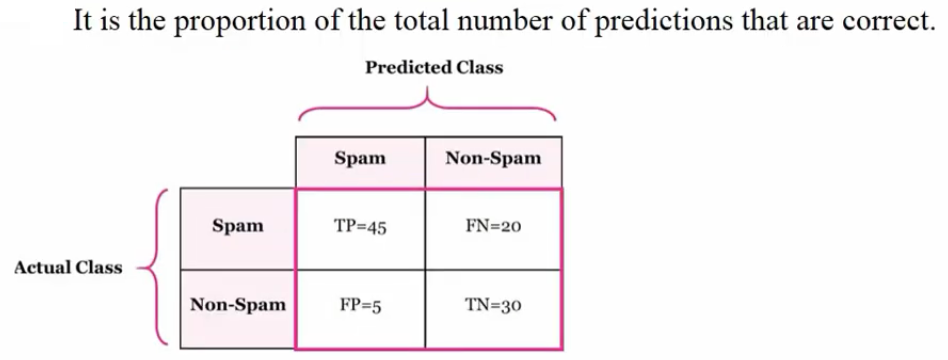 It is the proportion of the total number of predictions that are correct.
Predicted Class
Spam Non-Spam
Spam TP=45 FN=20
Actual Class
Non-Spam FP=5 TN=30